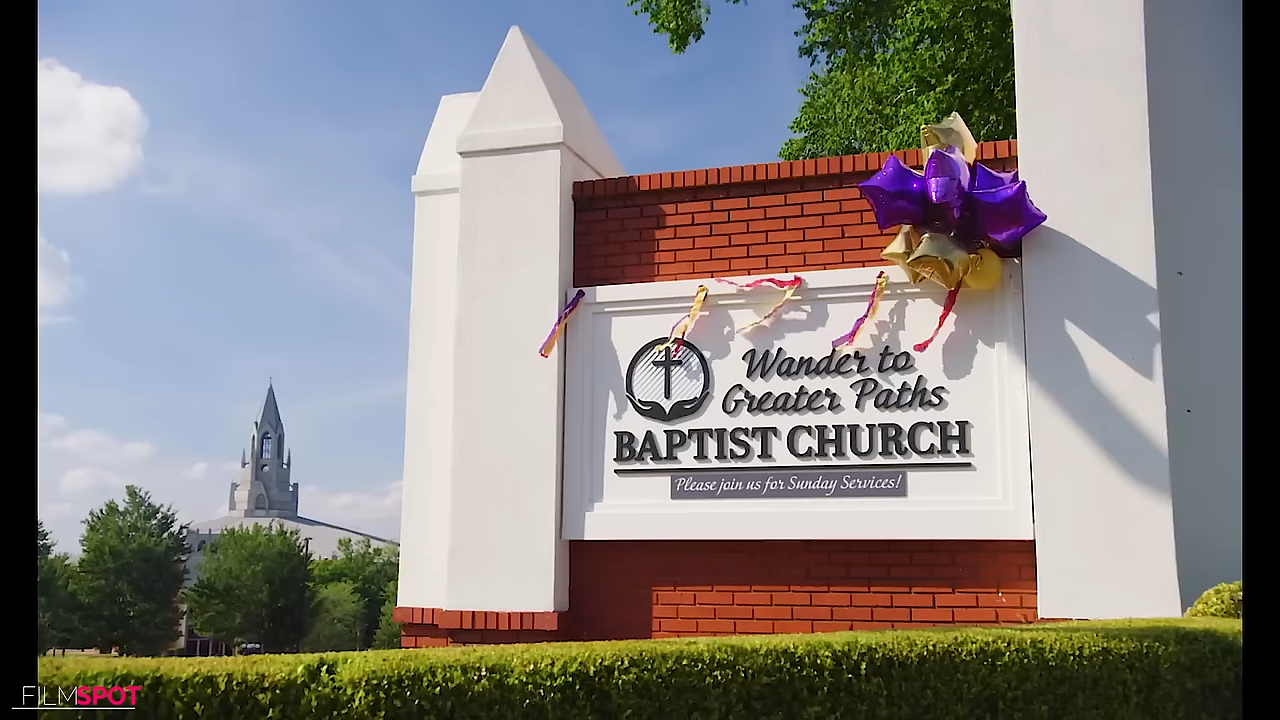 Wander to
Greater Paths
BAPTIST CHURCH
Please join us for Sunday Services!
FILMSPOT